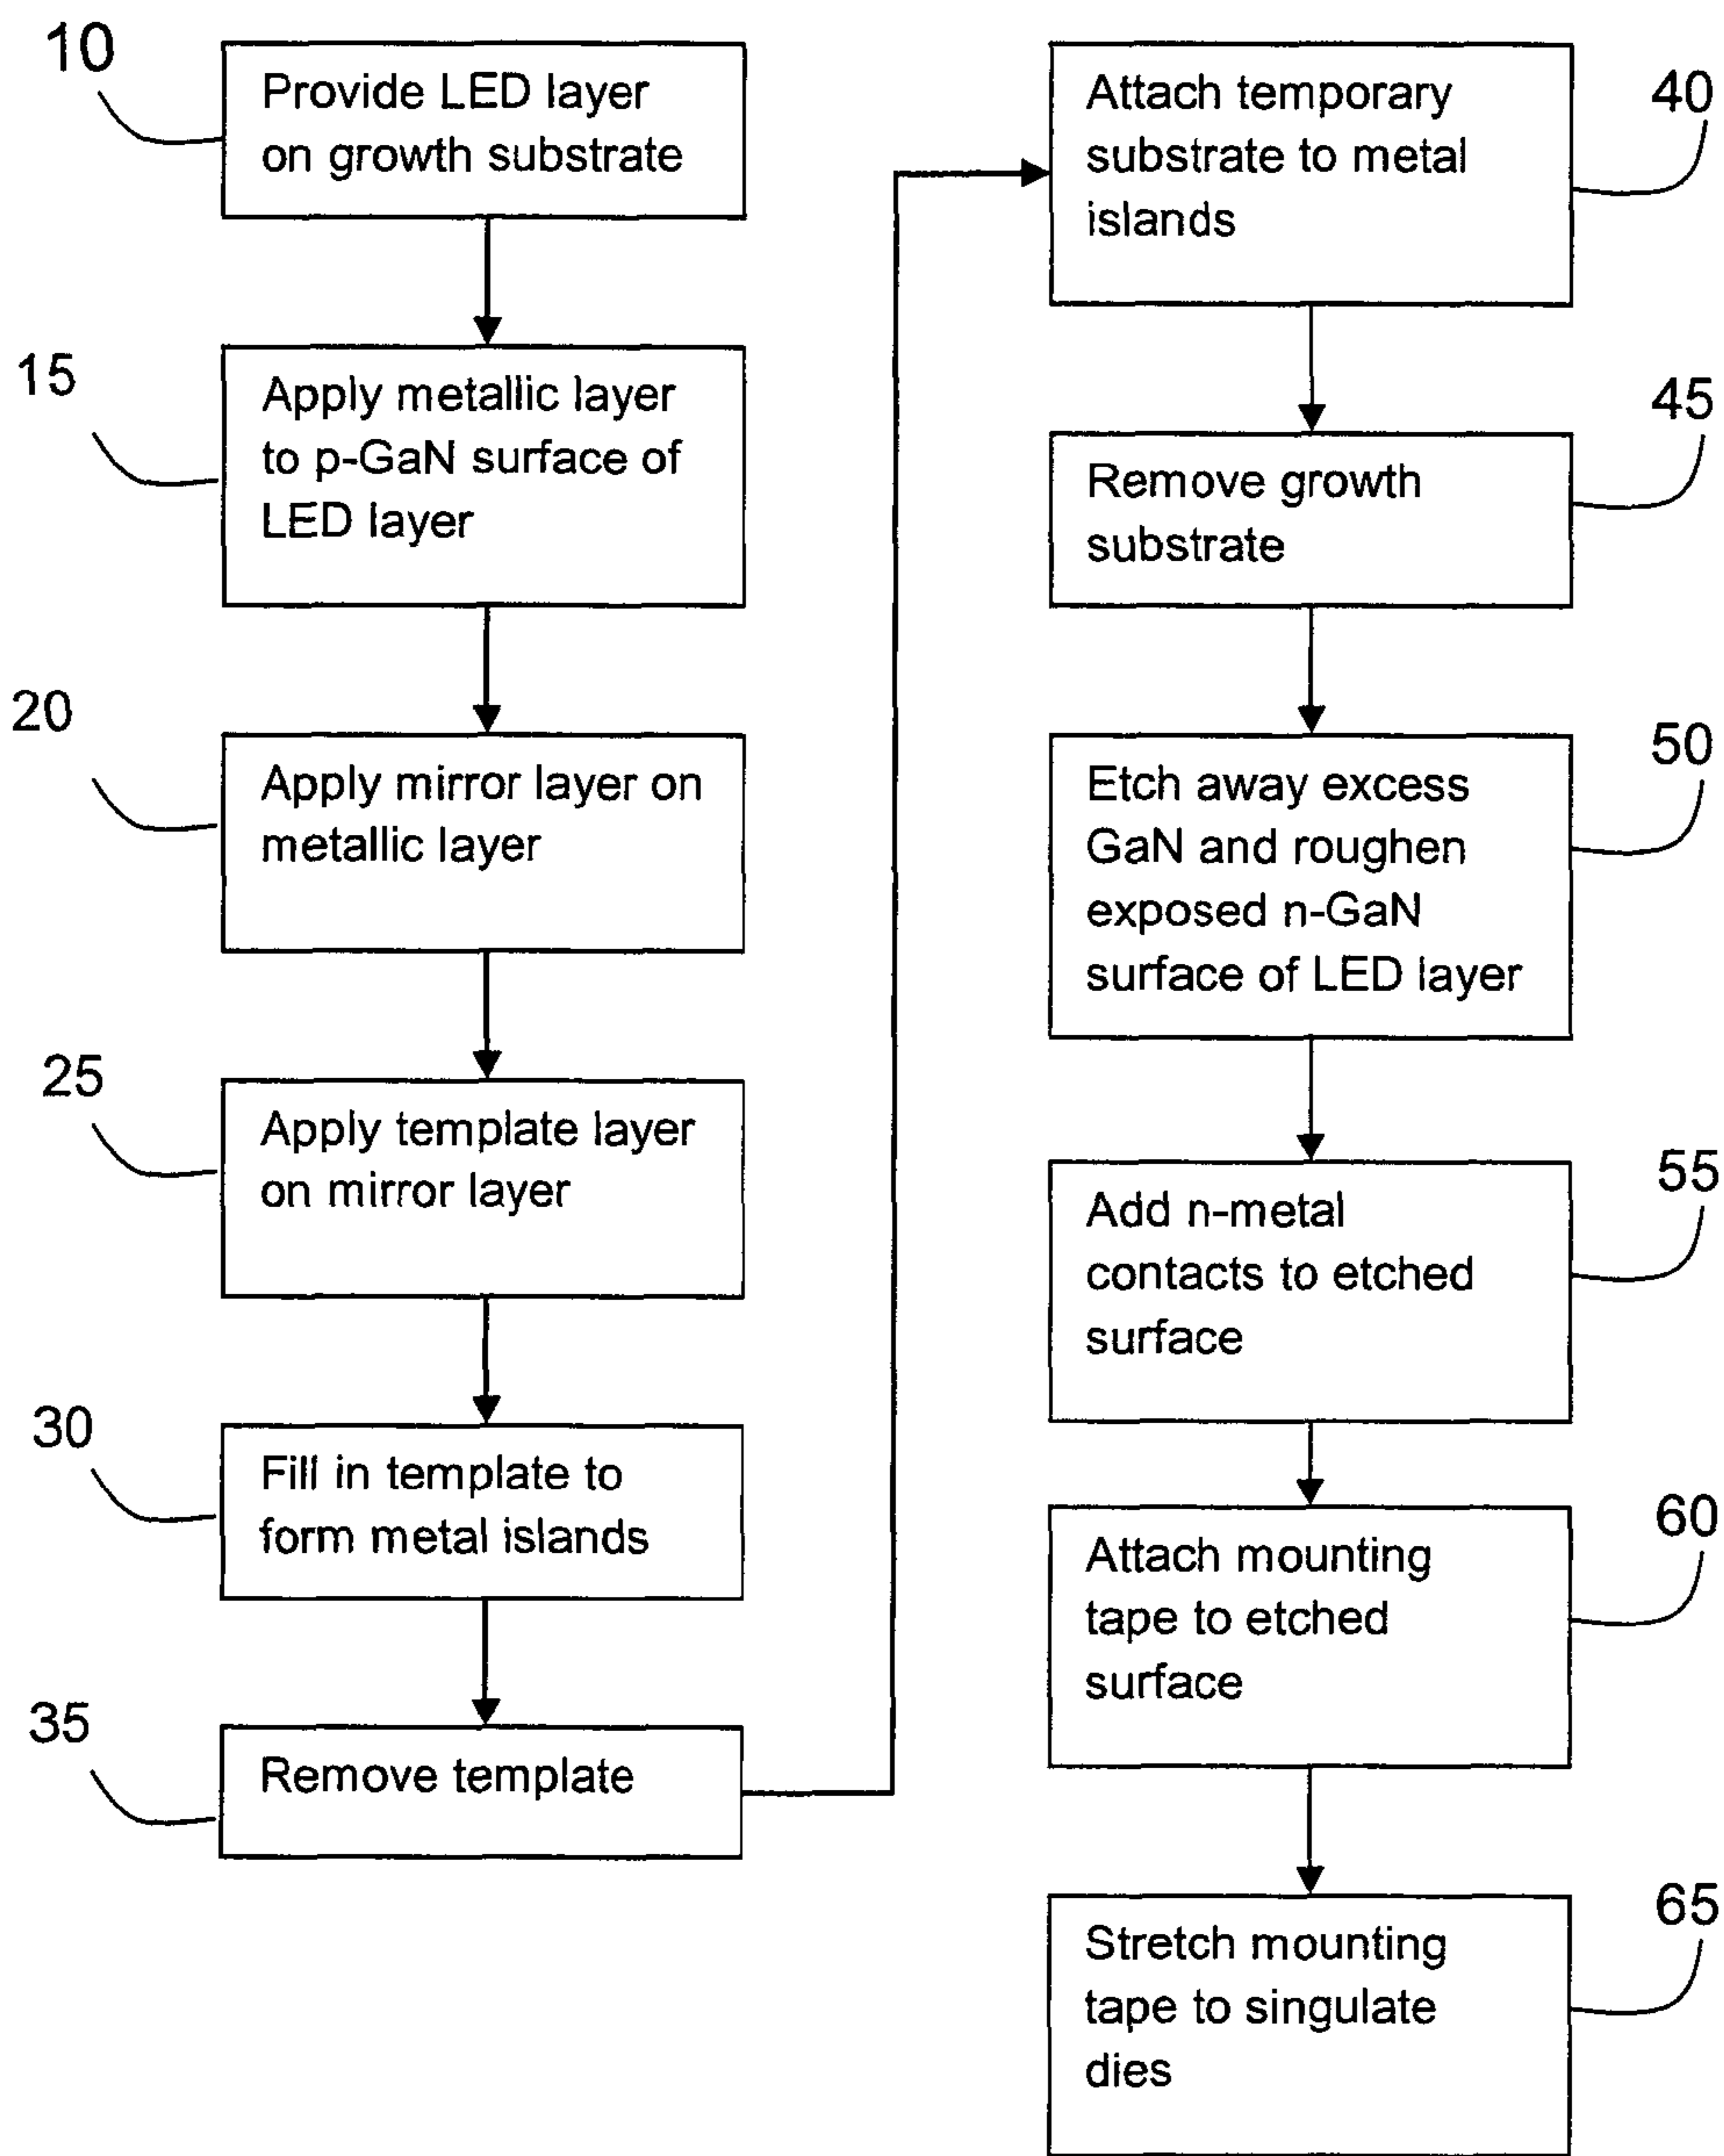 10
Provide LED layer
on growth substrate
15
Apply metallic layer
to p-GaN surface of
LED layer
20
Apply mirror layer on
metallic layer
25
Apply template layer
on mirror layer
30
Fill in template to
form metal islands
35
Remove template
40
Attach temporary
substrate to metal
islands
45
Remove growth
substrate
50
Etch away excess
GaN and roughen
exposed n-GaN
surface of LED layer
55
Add n-metal
contacts to etched
surface
60
Attach mounting
tape to etched
surface
65
Stretch mounting
tape to singulate
dies